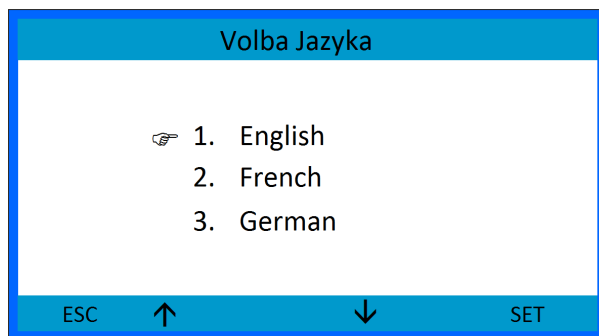 Volba Jazyka
☞ 1. English
2. French
3. German
ESC ↑ ↓ SET